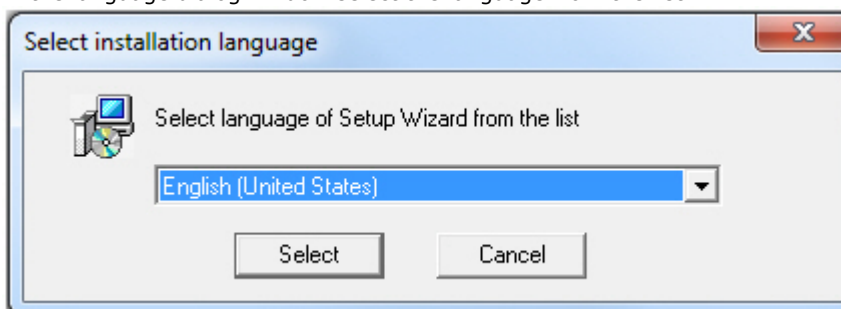 Select installation language
Select language of Setup Wizard from the list
English (United States)
Select Cancel